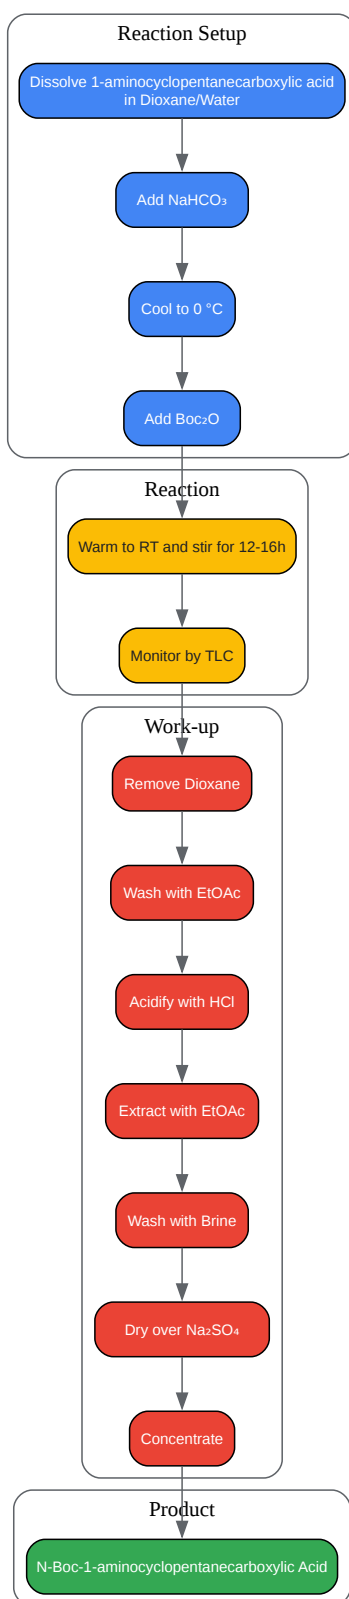 Reaction Setup
Dissolve 1-aminocyclopentanecarboxylic acid
in Dioxane/Water
Add NaHCO₃
Cool to 0 °C
Add Boc₂O
Reaction
Warm to RT and stir for 12-16h
Monitor by TLC
Work-up
Remove Dioxane
Wash with EtOAc
Acidify with HCl
Extract with EtOAc
Wash with Brine
Dry over Na₂SO₄
Concentrate
Product
N-Boc-1-aminocyclopentanecarboxylic Acid